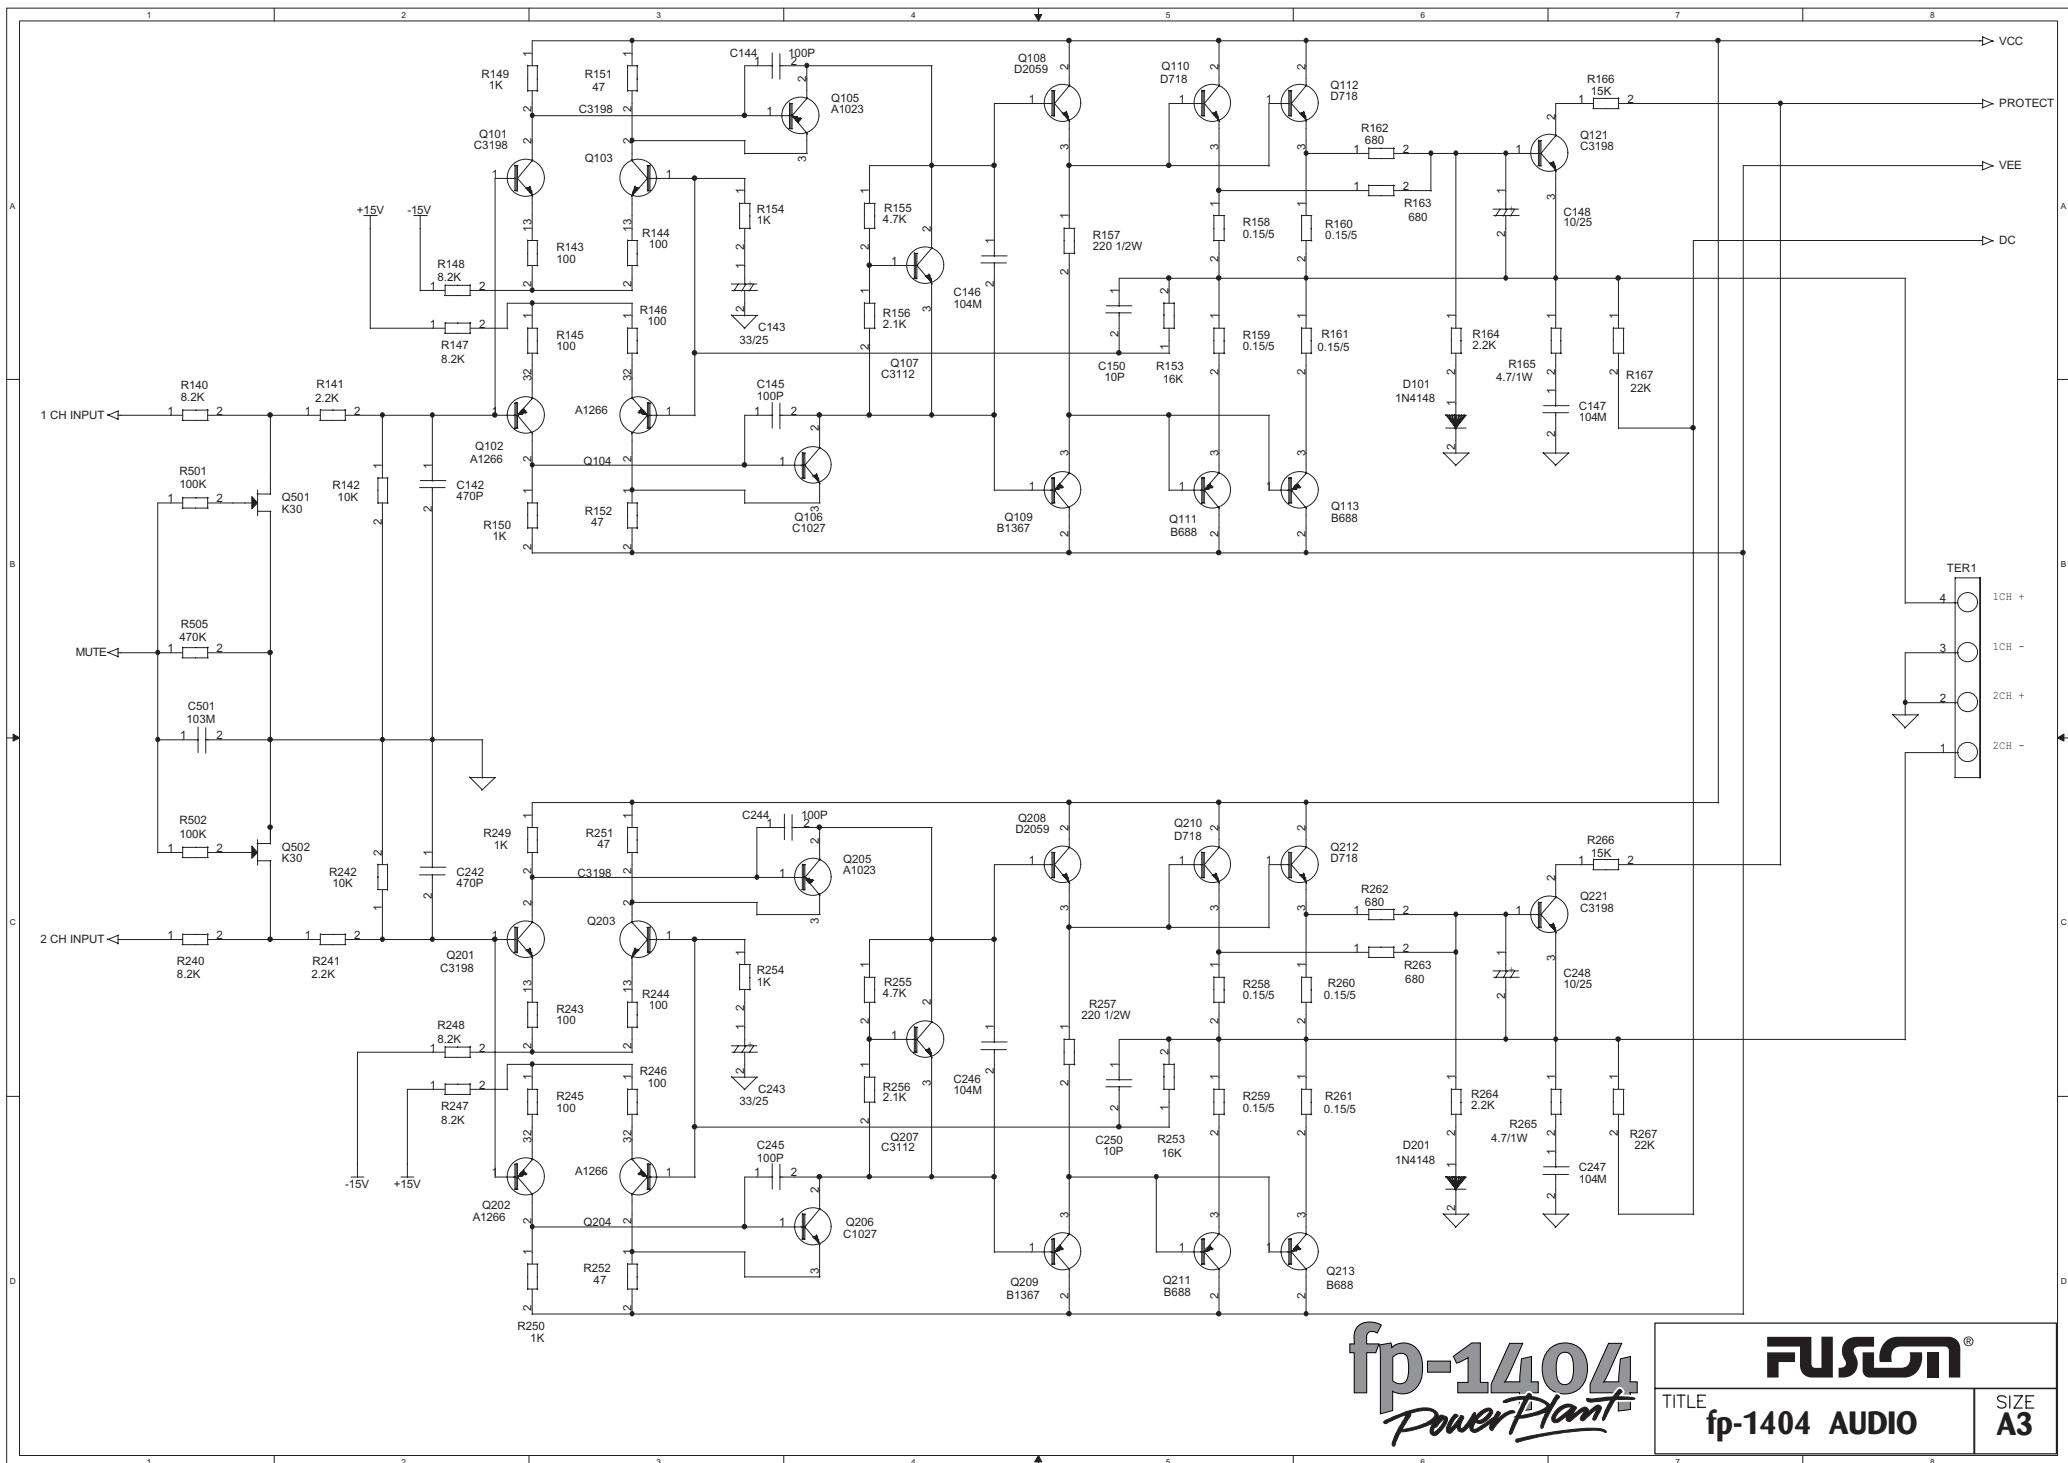 1 2 3 4 5 6 7 8
A
B
C
D
A
B
C
D
VCC
PROTECT
VEE
DC
R149
1K
R151
47
C144
100P
Q105
A1023
C3198
Q101
C3198
Q103
Q108
D2059
Q110
D718
Q112
D718
R166
15K
Q121
C3198
R162
680
R163
680
+15V
-15V
R154
1K
R155
4.7K
R143
100
R144
100
R148
8.2K
R157
220 1/2W
R158
0.15/5
R160
0.15/5
C148
10/25
C146
104M
R156
2.1K
C143
33/25
R146
100
R145
100
R147
8.2K
R159
0.15/5
R161
0.15/5
R164
2.2K
R165
4.7/1W
R167
22K
Q107
C3112
C150
10P
R153
16K
D101
1N4148
C147
104M
1 CH INPUT
R140
8.2K
R141
2.2K
A1266
C145
100P
Q102
A1266
Q104
R501
100K
Q501
K30
R142
10K
C142
470P
R150
1K
R152
47
Q106
C1027
Q109
B1367
Q111
B688
Q113
B688
TER1
4 1CH +
3 1CH -
2 2CH +
1 2CH -
MUTE
R505
470K
C501
103M
R502
100K
Q502
K30
R242
10K
C242
470P
R249
1K
R251
47
C244
100P
Q205
A1023
C3198
Q203
Q208
D2059
Q210
D718
Q212
D718
R266
15K
Q221
C3198
R262
680
R263
680
2 CH INPUT
R240
8.2K
R241
2.2K
Q201
C3198
R254
1K
R255
4.7K
R243
100
R244
100
R248
8.2K
R257
220 1/2W
R258
0.15/5
R260
0.15/5
C248
10/25
R246
100
R245
100
R247
8.2K
C243
33/25
R256
2.1K
C246
104M
R259
0.15/5
R261
0.15/5
R264
2.2K
R265
4.7/1W
R267
22K
Q207
C3112
C250
10P
R253
16K
D201
1N4148
C247
104M
-15V
+15V
A1266
C245
100P
Q202
A1266
Q204
Q206
C1027
R252
47
R250
1K
Q209
B1367
Q211
B688
Q213
B688
fp-1404
PowerPlant
FUSION®
TITLE
fp-1404 AUDIO
SIZE
A3
1 2 3 4 5 6 7 8